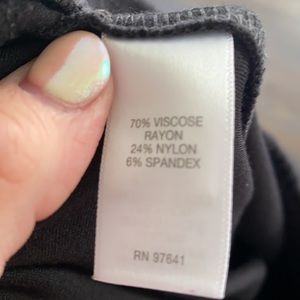 70% VISCOSE
RAYON
24% NYLON
6% SPANDEX
RN 97641